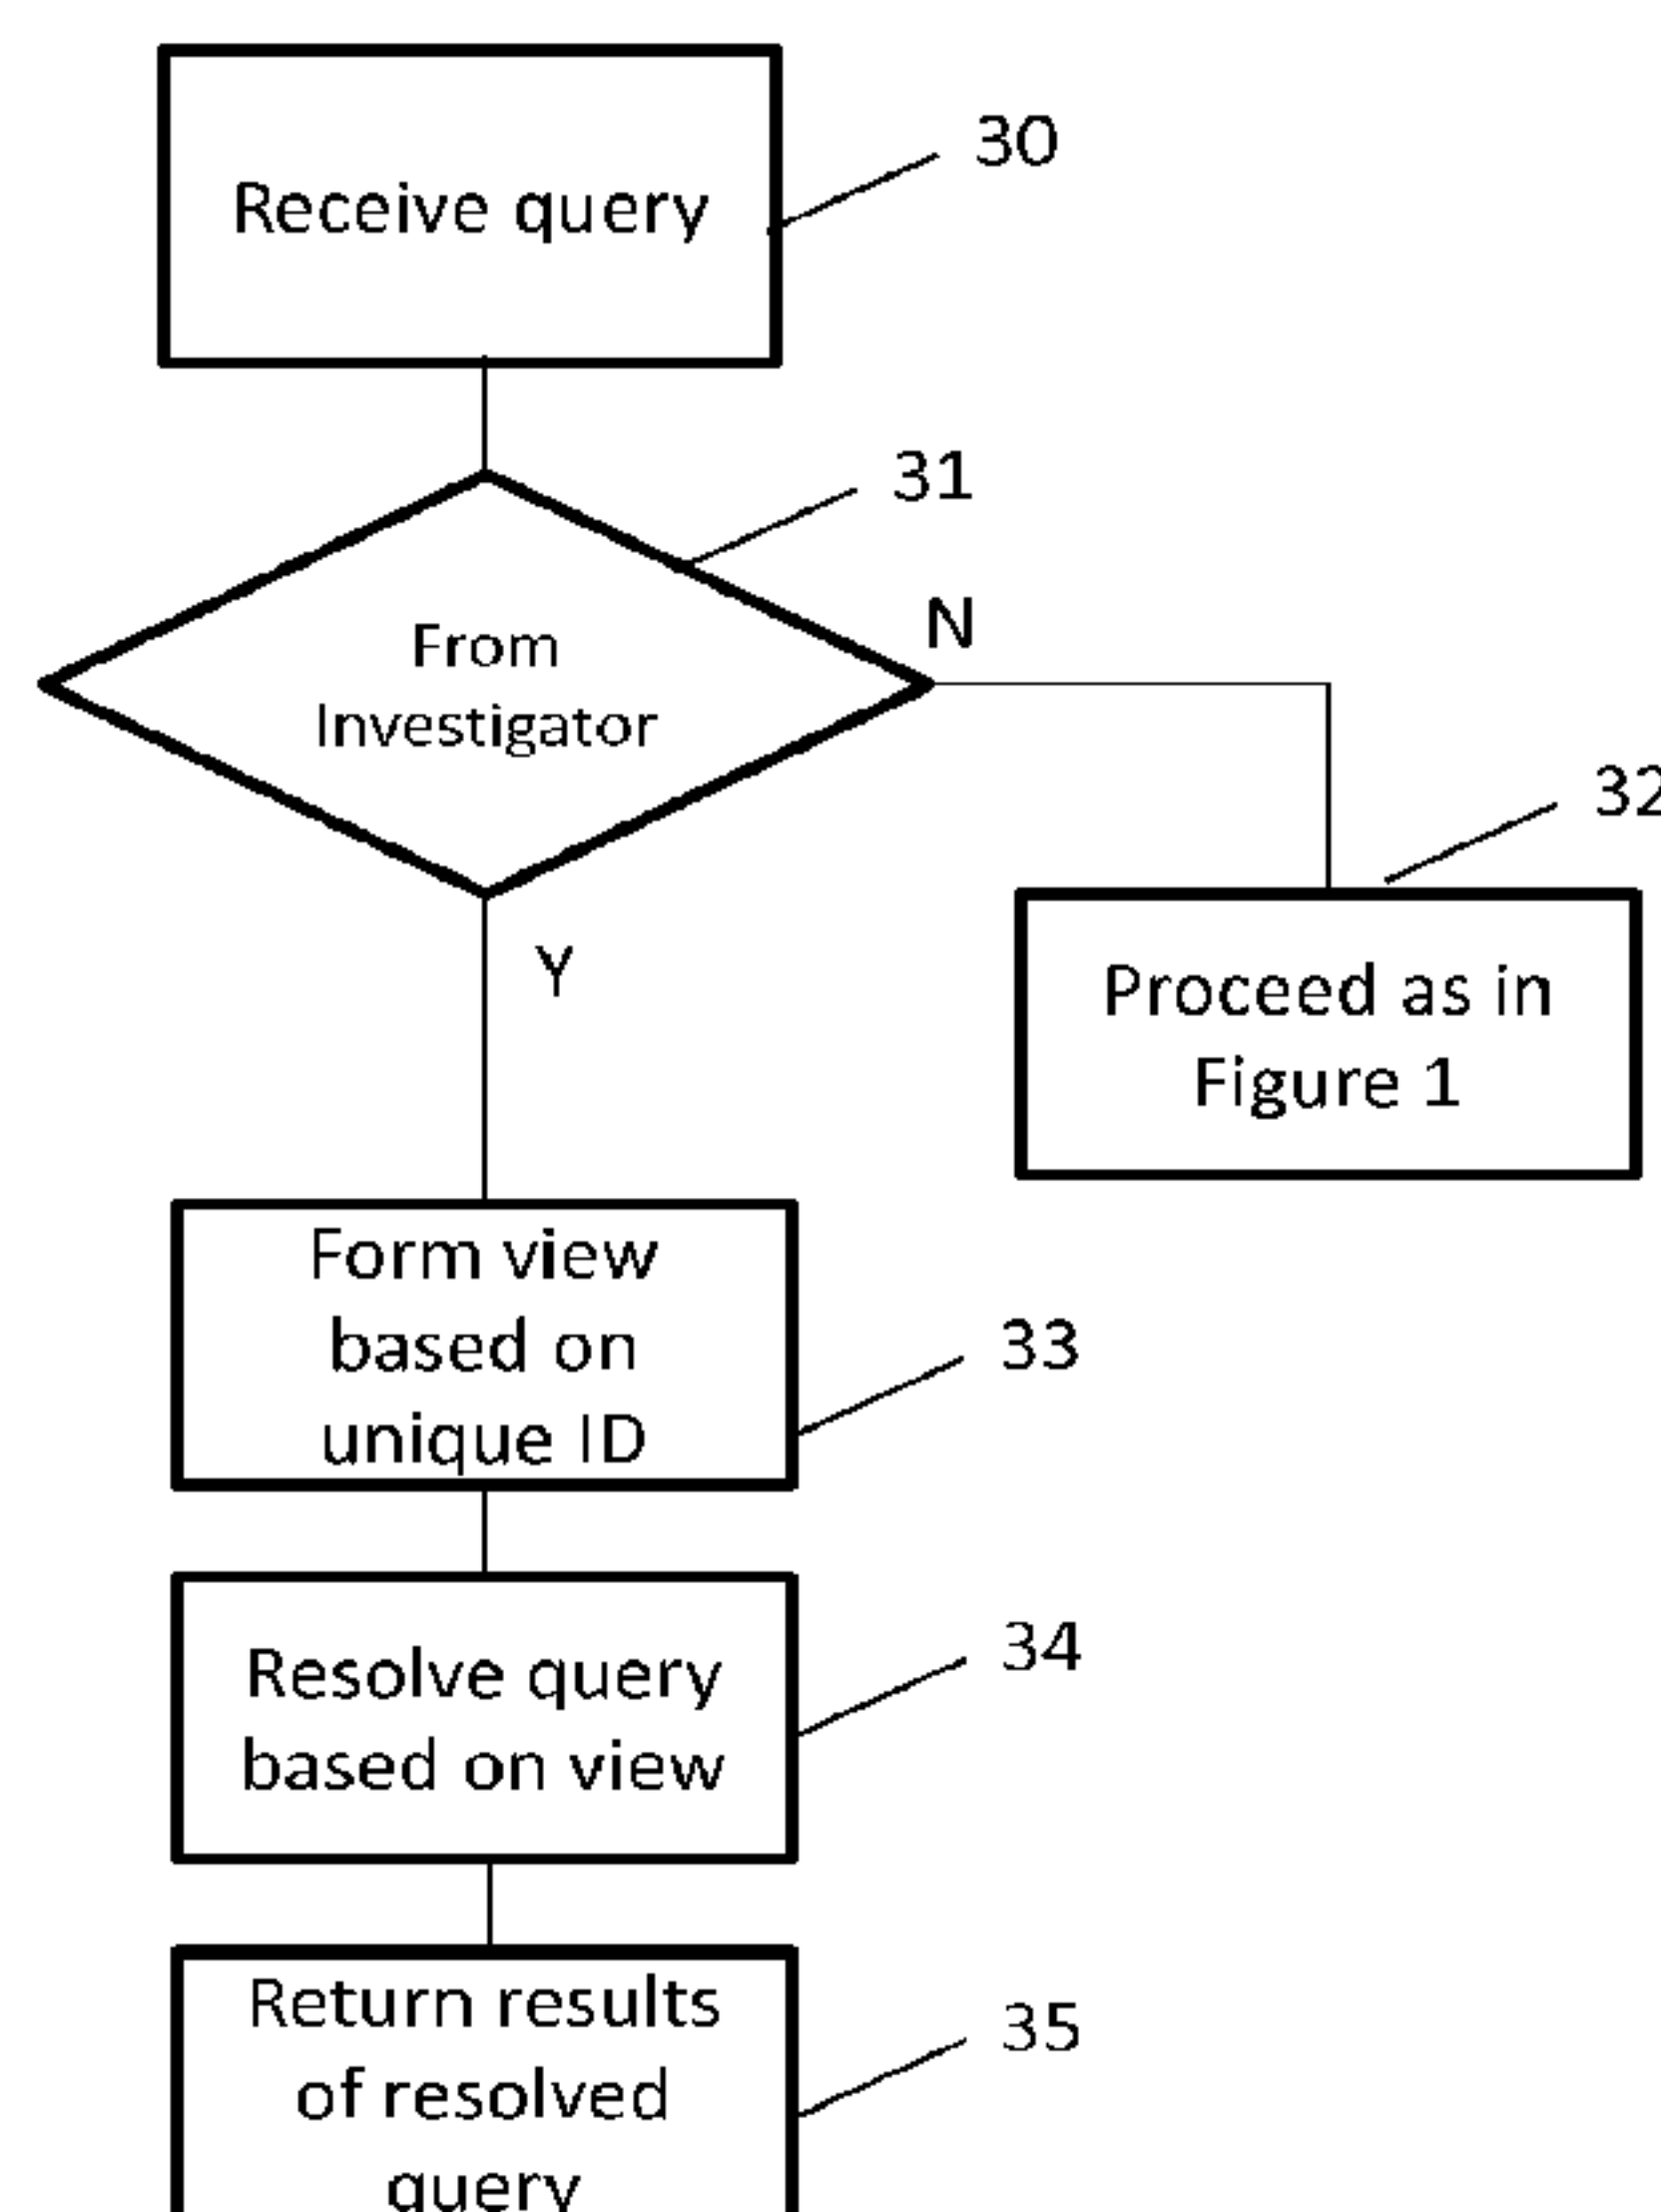 Receive query
30
31
From
Investigator
N
32
Y
Proceed as in
Figure 1
Form view
based on
unique ID
33
Resolve query
based on view
34
Return results
of resolved
query
35